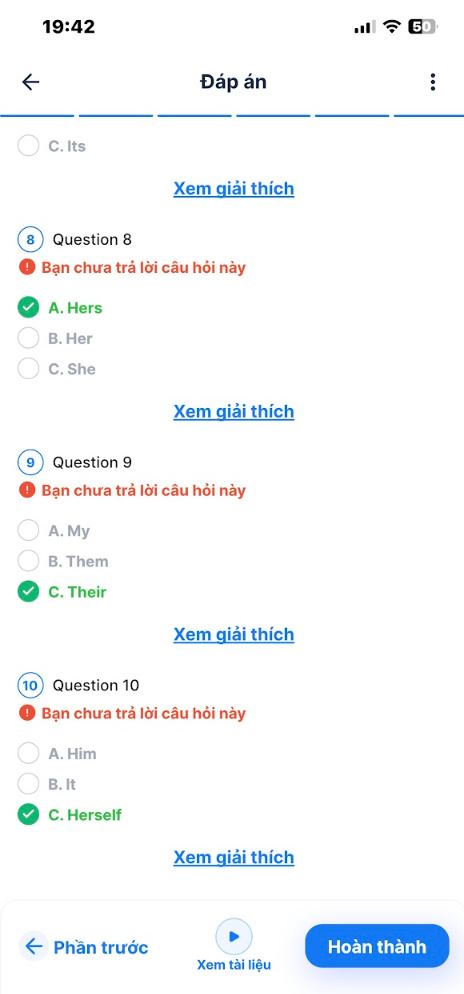 19:42
50
Đáp án
C. Its
Xem giải thích
8 Question 8
Bạn chưa trả lời câu hỏi này
A. Hers
B. Her
C. She
Xem giải thích
9 Question 9
Bạn chưa trả lời câu hỏi này
A. My
B. Them
C. Their
Xem giải thích
10 Question 10
Bạn chưa trả lời câu hỏi này
A. Him
B. It
C. Herself
Xem giải thích
Phần trước
Xem tài liệu
Hoàn thành